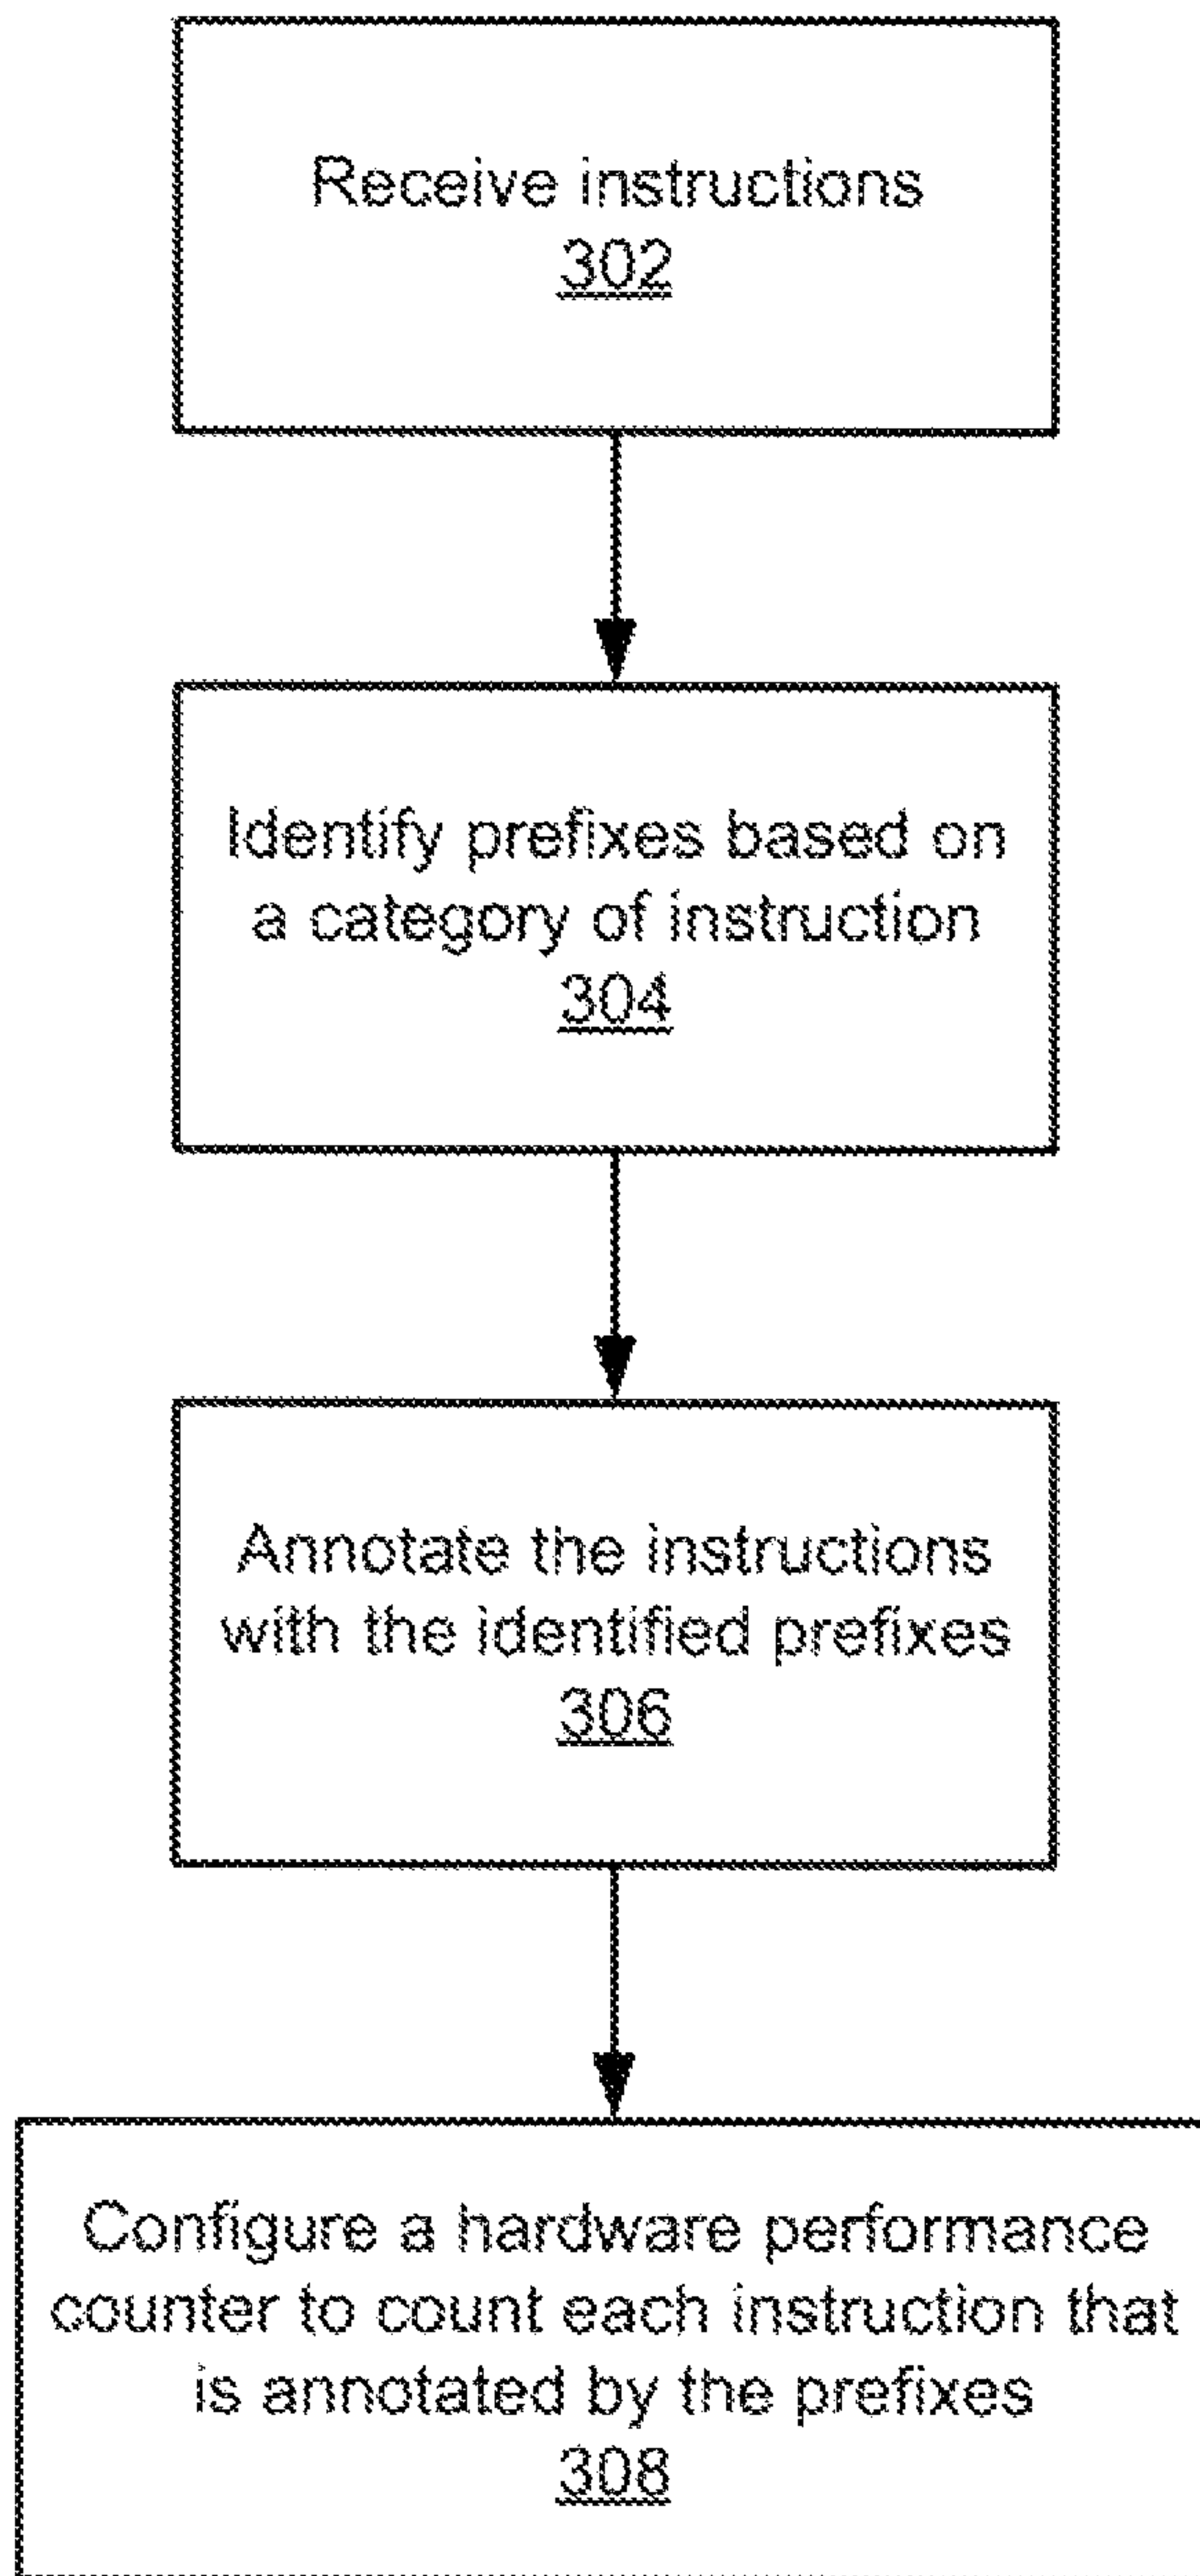 Receive instructions
302
Identify prefixes based on
a category of instruction
304
Annotate the instructions
with the identified prefixes
306
Configure a hardware performance
counter to count each instruction that
is annotated by the prefixes
308